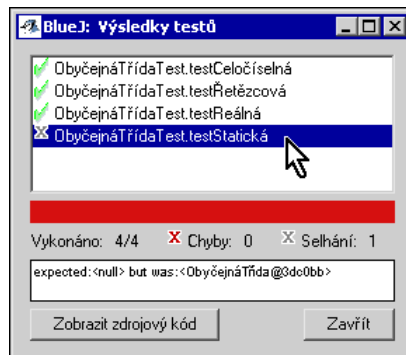 BlueJ: Výsledky testů
ObyčejnáTřídaTest.testCeločíselná
ObyčejnáTřídaTest.testŘetězcová
ObyčejnáTřídaTest.testReálná
ObyčejnáTřídaTest.testStatická
Vykonáno: 4/4 X Chyby: 0 X Selhání: 1
expected:<null> but was:<ObyčejnáTřída@3dc0bb>
Zobrazit zdrojový kód Zavřít